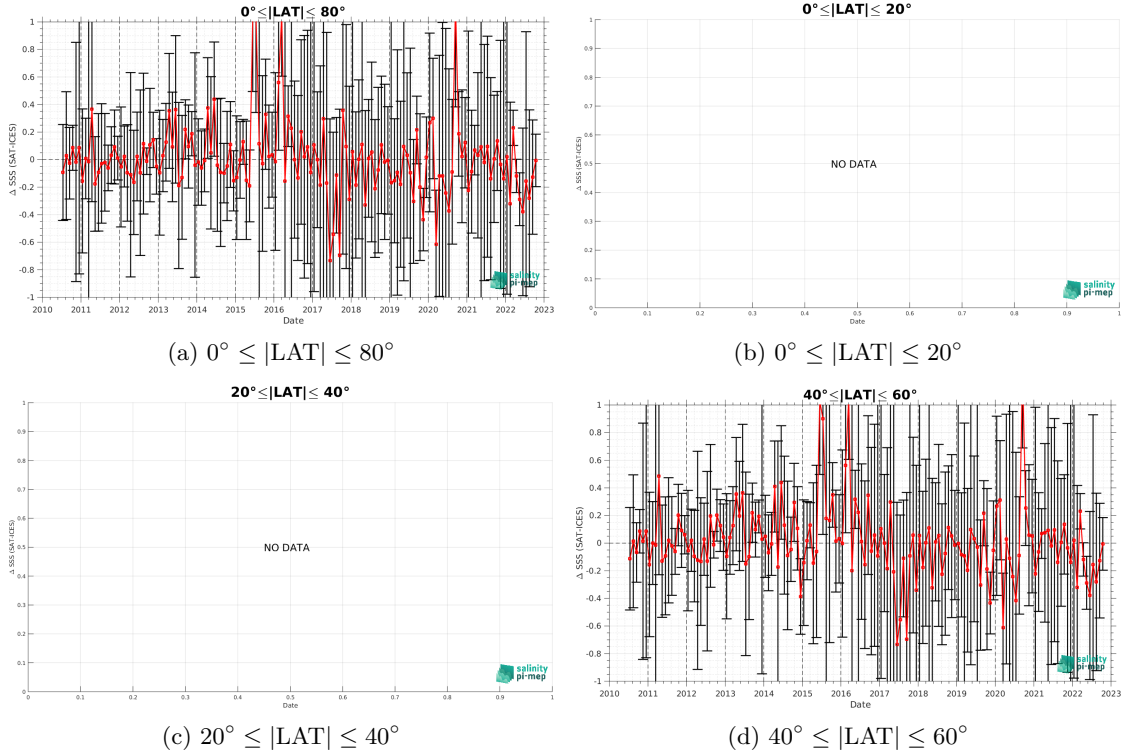 0°≤|LAT|≤ 80°
Δ SSS (SAT-ICES)
1
0.8
0.6
0.4
0.2
0
-0.2
-0.4
-0.6
-0.8
-1
2010 2011 2012 2013 2014 2015 2016 2017 2018 2019 2020 2021 2022 2023
Date
salinity
pi-mep
(a) 0° ≤ |LAT| ≤ 80°
0°≤|LAT|≤ 20°
Δ SSS (SAT-ICES)
1
0.9
0.8
0.7
0.6
0.5
0.4
0.3
0.2
0.1
0
NO DATA
0 0.1 0.2 0.3 0.4 0.5 0.6 0.7 0.8 0.9 1
Date
salinity
pi-mep
(b) 0° ≤ |LAT| ≤ 20°
20°≤|LAT|≤ 40°
Δ SSS (SAT-ICES)
1
0.9
0.8
0.7
0.6
0.5
0.4
0.3
0.2
0.1
0
NO DATA
0 0.1 0.2 0.3 0.4 0.5 0.6 0.7 0.8 0.9 1
Date
salinity
pi-mep
(c) 20° ≤ |LAT| ≤ 40°
40°≤|LAT|≤ 60°
Δ SSS (SAT-ICES)
1
0.8
0.6
0.4
0.2
0
-0.2
-0.4
-0.6
-0.8
-1
2010 2011 2012 2013 2014 2015 2016 2017 2018 2019 2020 2021 2022 2023
Date
salinity
pi-mep
(d) 40° ≤ |LAT| ≤ 60°